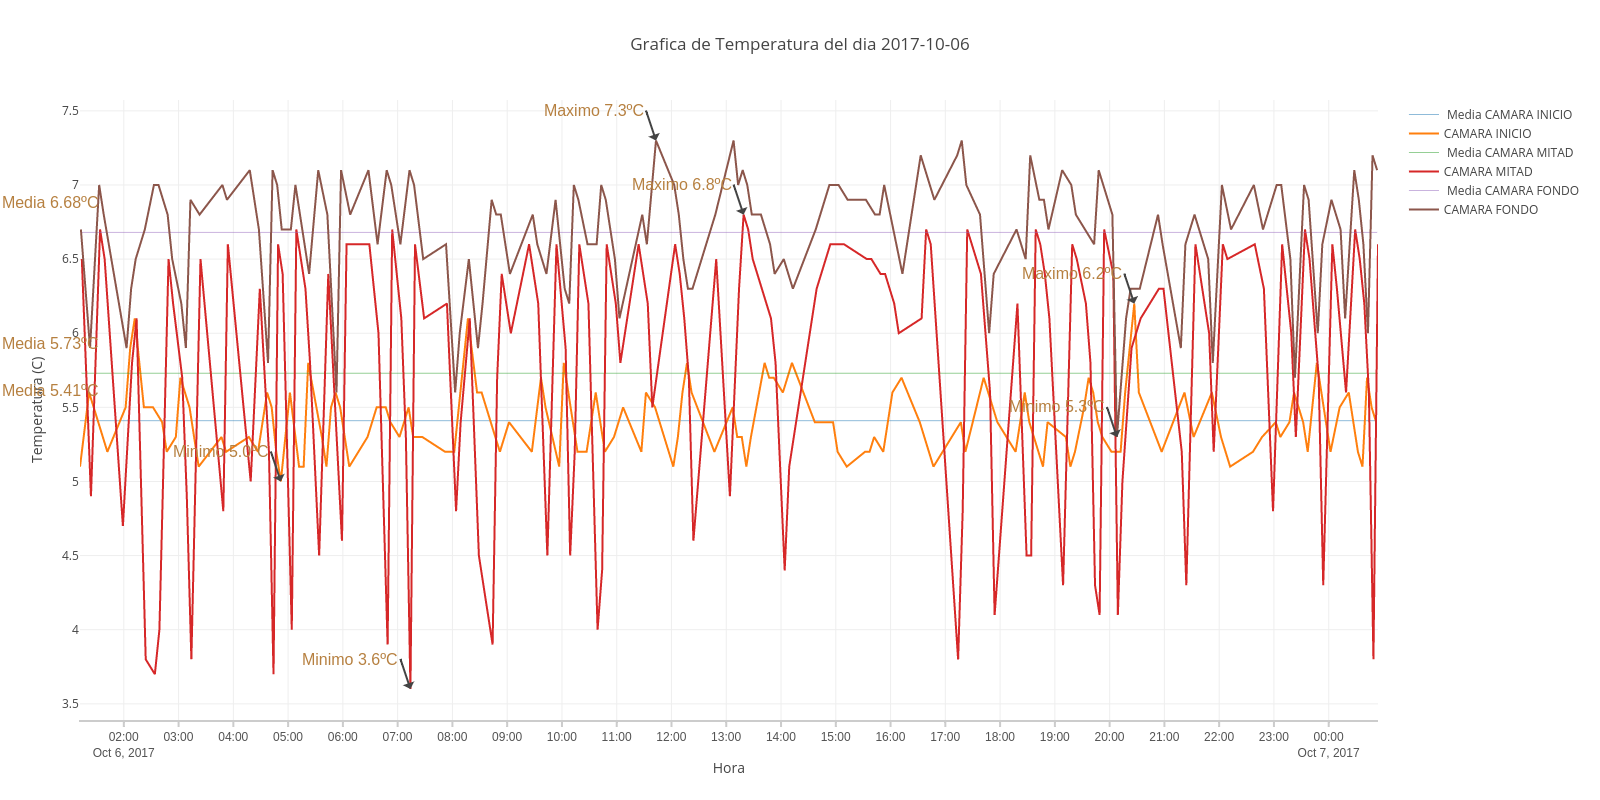 Grafica de Temperatura del dia 2017-10-06
Maximo 7.3ºC
Maximo 6.8ºC
Maximo 6.2ºC
Media 6.68ºC
Media 5.73ºC
Media 5.41ºC
Minimo 5.3ºC
Minimo 5.0ºC
Minimo 3.6ºC
Temperatura (C)
7.5
7
6.5
6
5.5
5
4.5
4
3.5
02:00 03:00 04:00 05:00 06:00 07:00 08:00 09:00 10:00 11:00 12:00 13:00 14:00 15:00 16:00 17:00 18:00 19:00 20:00 21:00 22:00 23:00 00:00
Oct 6, 2017 Oct 7, 2017
Hora
Media CAMARA INICIO
CAMARA INICIO
Media CAMARA MITAD
CAMARA MITAD
Media CAMARA FONDO
CAMARA FONDO